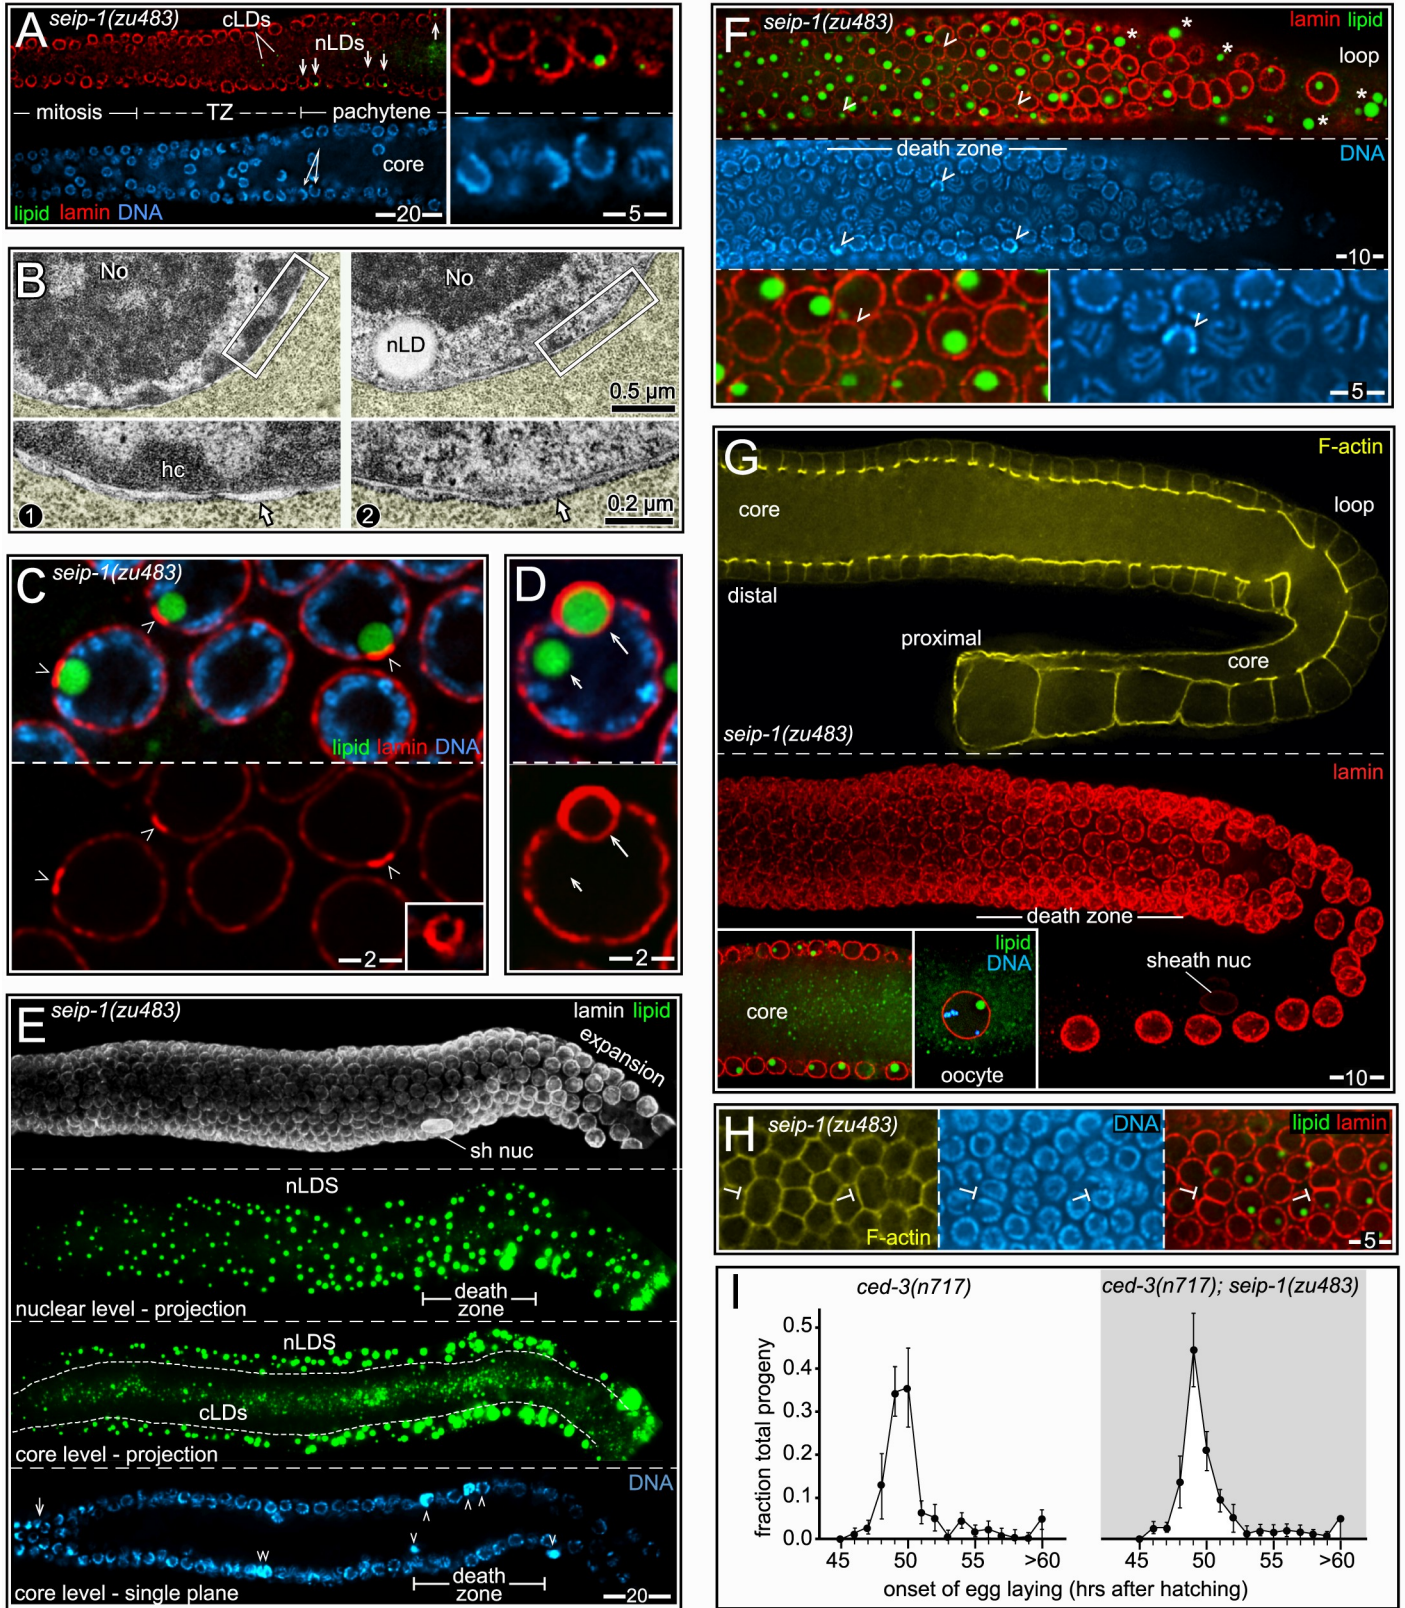 A seip-1(zu483)
cLDs
nLDs
mitosis TZ pachytene
core
lipid lamin DNA
20
5
B
No
No
nLD
0.5 µm
hc
1
2
0.2 µm
C seip-1(zu483)
lipid lamin DNA
2
D
2
E seip-1(zu483)
lamin lipid
expansion
sh nuc
nLDS
death
zone
nuclear level - projection
nLDS
cLDs
core level - projection
DNA
death
zone
core level - single plane
20
F seip-1(zu483)
lamin lipid
loop
* * * * *
death zone
DNA
10
5
G
F-actin
core
loop
distal
proximal
core
seip-1(zu483)
lamin
death zone
lipid
DNA
sheath nuc
core
oocyte
10
H seip-1(zu483)
DNA
lipid lamin
F-actin
5
I
ced-3(n717)
ced-3(n717); seip-1(zu483)
fraction total progeny
0.5
0.4
0.3
0.2
0.1
0.0
45 50 55 >60
45 50 55 >60
onset of egg laying (hrs after hatching)